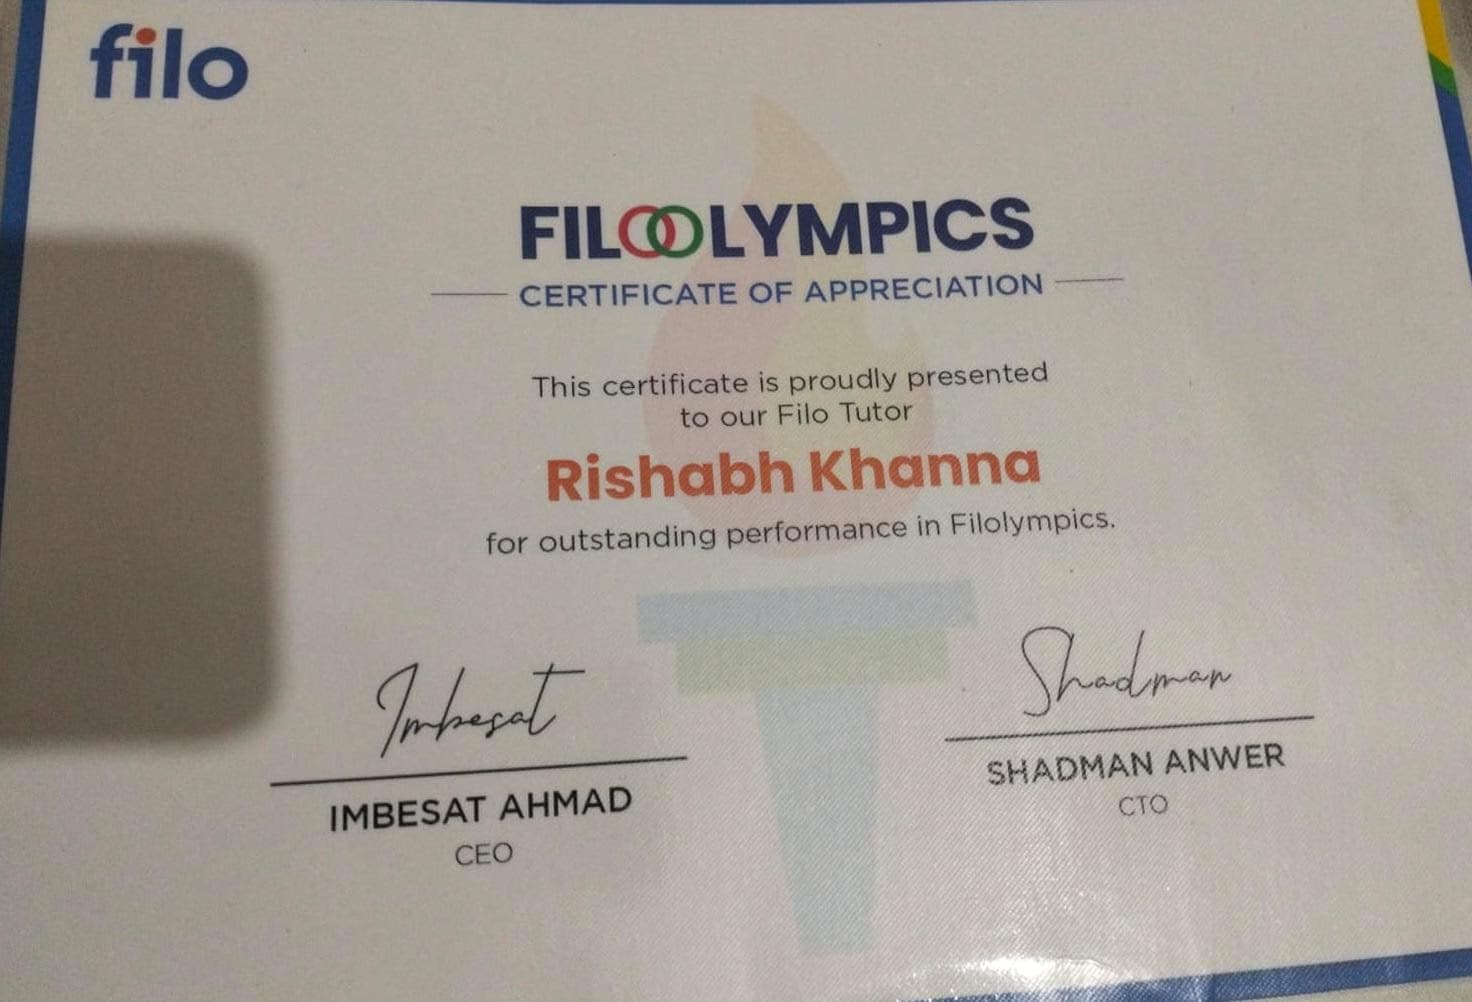 filo
FILOOLYMPICS
CERTIFICATE OF APPRECIATION
This certificate is proudly presented
to our Filo Tutor
Rishabh Khanna
for outstanding performance in Filolympics.
Imbesat
Shadman
IMBESAT AHMAD
SHADMAN ANWER
CEO
CTO